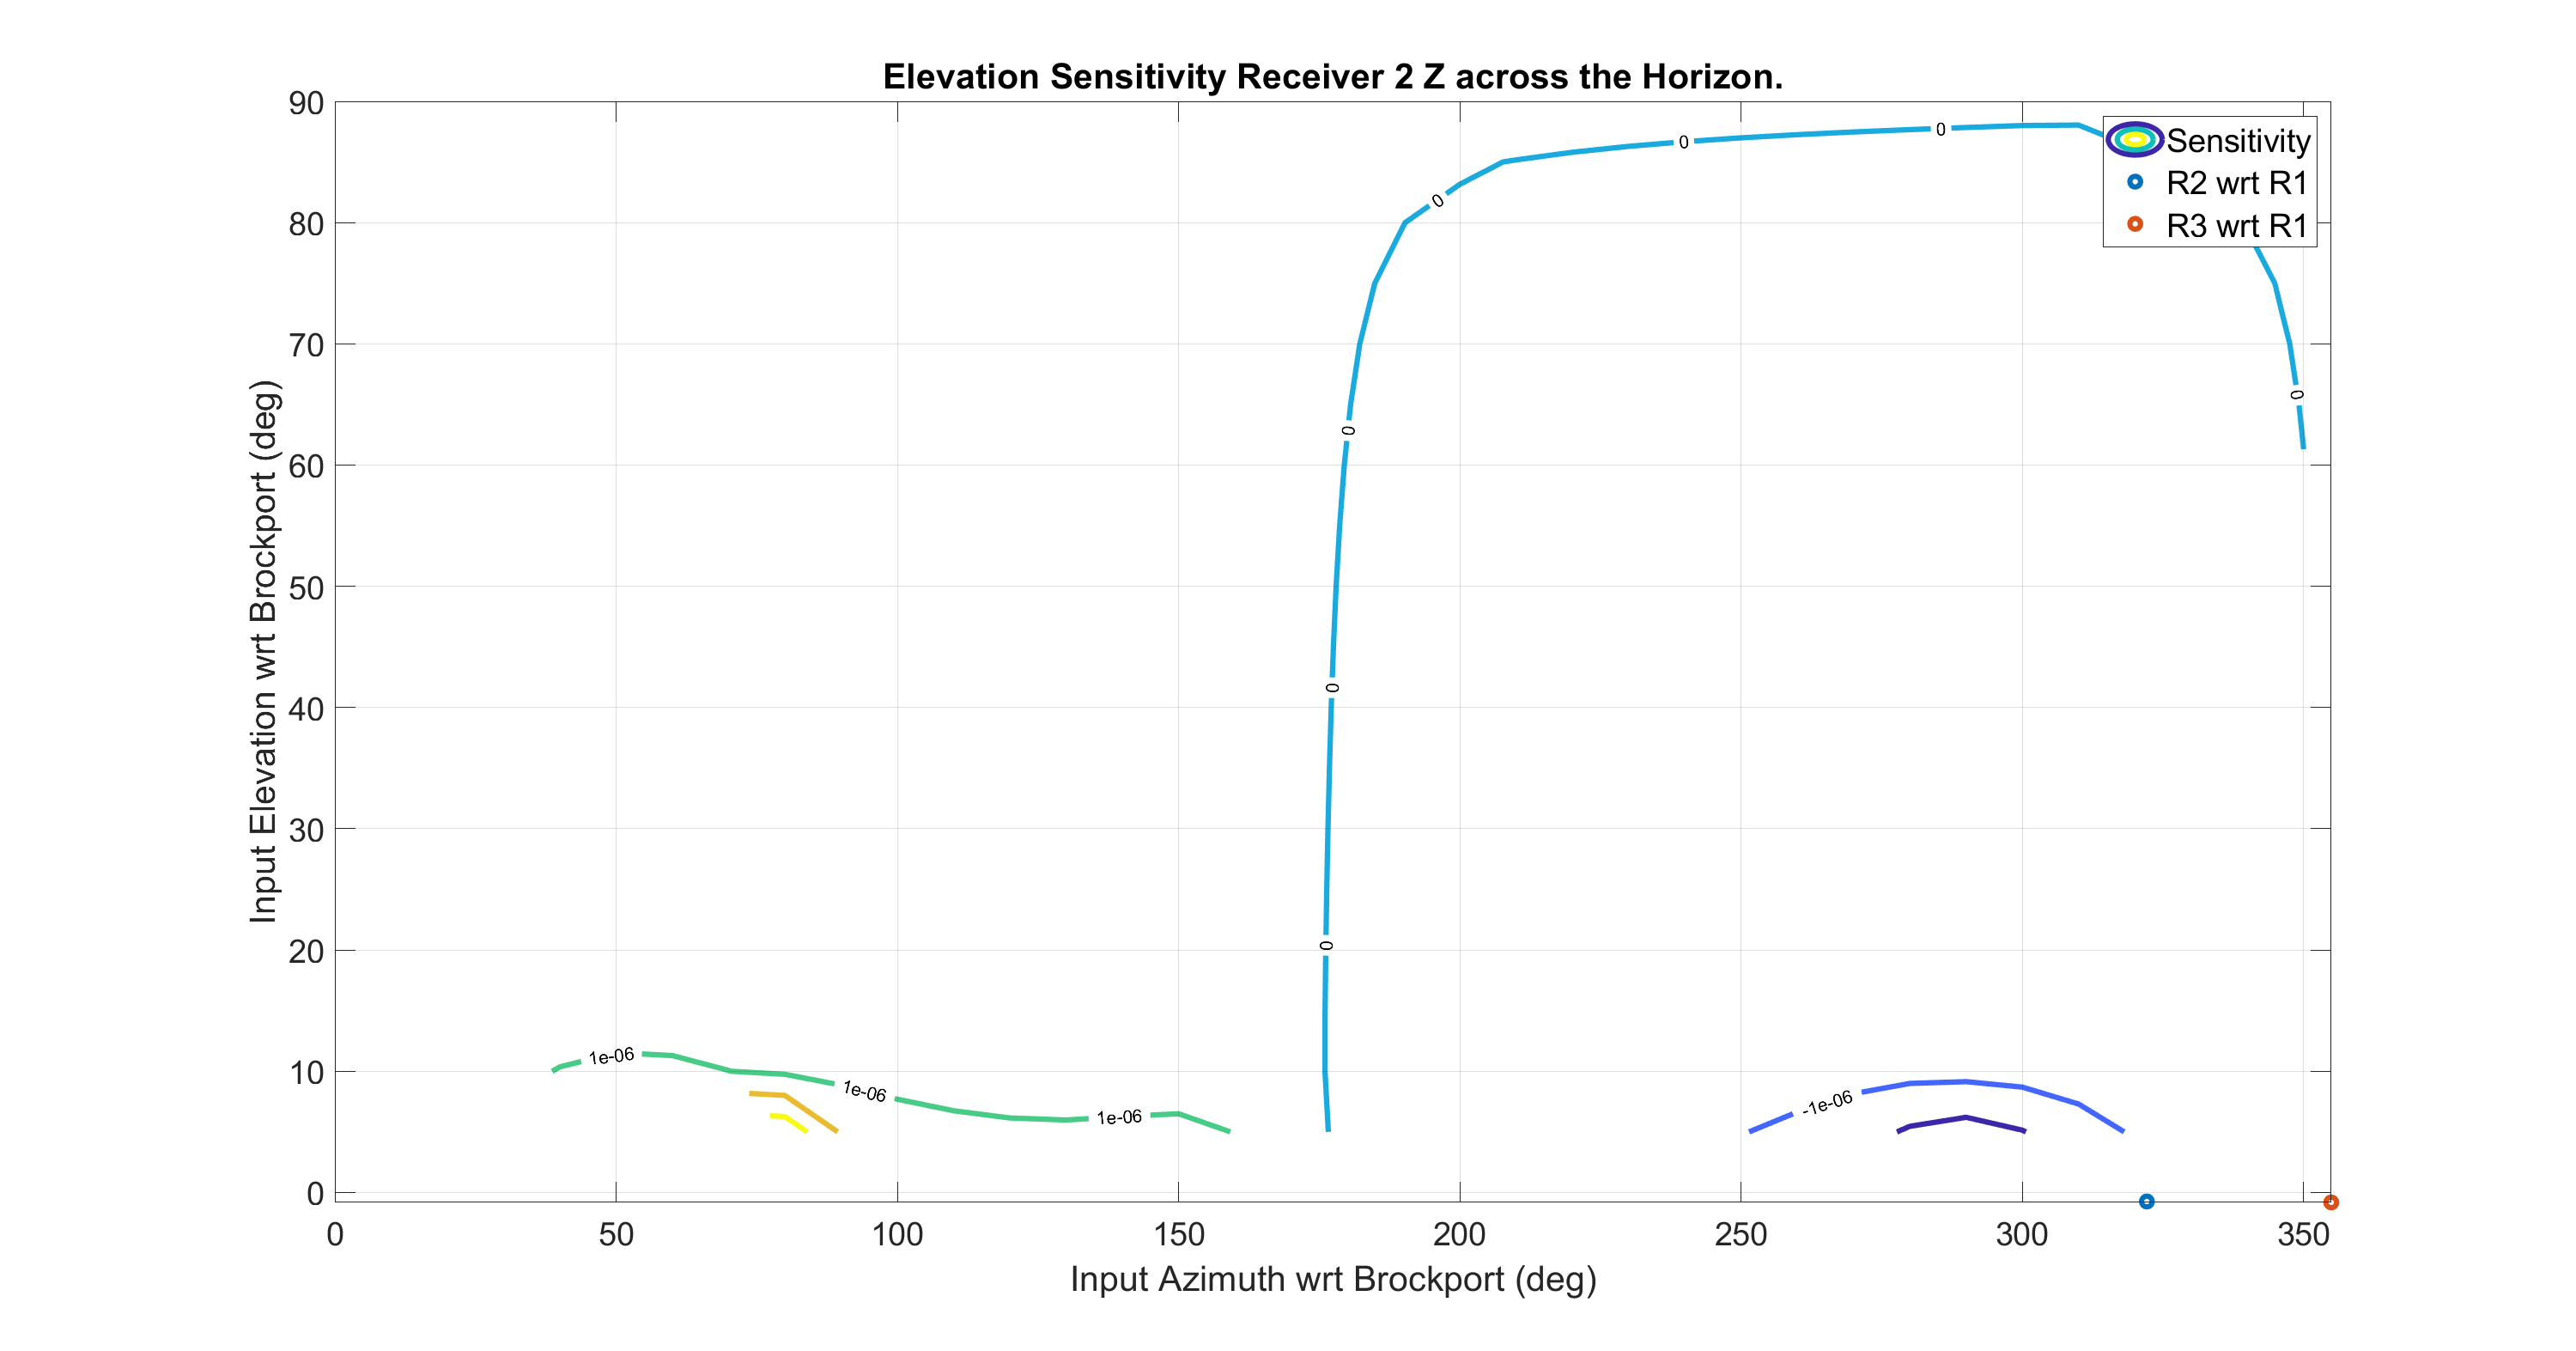 Elevation Sensitivity Receiver 2 Z across the Horizon.
Sensitivity
R2 wrt R1
R3 wrt R1
Input Elevation wrt Brockport (deg)
90
80
70
60
50
40
30
20
10
0
0
0
0
0
0
0
0
0
1e-06
1e-06
1e-06
-1e-06
0 50 100 150 200 250 300 350
Input Azimuth wrt Brockport (deg)